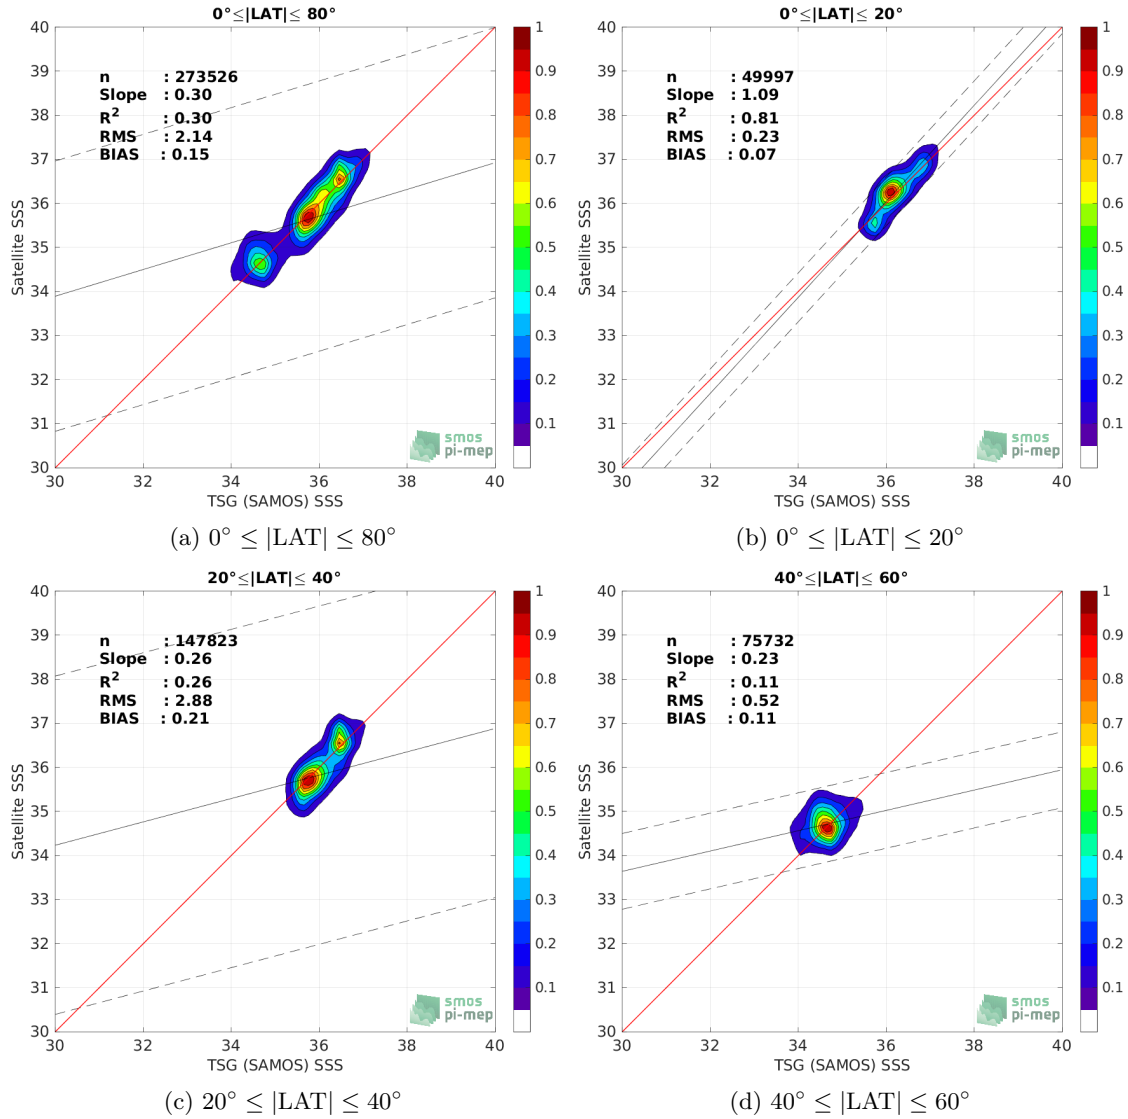 0°≤|LAT|≤ 80°
n : 273526
Slope : 0.30
R² : 0.30
RMS : 2.14
BIAS : 0.15
40
39
38
37
36
35
34
33
32
31
30
30 32 34 36 38 40
Satellite SSS
TSG (SAMOS) SSS
1
0.9
0.8
0.7
0.6
0.5
0.4
0.3
0.2
0.1
smos
pi-mep
(a) 0° ≤ |LAT| ≤ 80°
0°≤|LAT|≤ 20°
n : 49997
Slope : 1.09
R² : 0.81
RMS : 0.23
BIAS : 0.07
40
39
38
37
36
35
34
33
32
31
30
30 32 34 36 38 40
Satellite SSS
TSG (SAMOS) SSS
1
0.9
0.8
0.7
0.6
0.5
0.4
0.3
0.2
0.1
smos
pi-mep
(b) 0° ≤ |LAT| ≤ 20°
20°≤|LAT|≤ 40°
n : 147823
Slope : 0.26
R² : 0.26
RMS : 2.88
BIAS : 0.21
40
39
38
37
36
35
34
33
32
31
30
30 32 34 36 38 40
Satellite SSS
TSG (SAMOS) SSS
1
0.9
0.8
0.7
0.6
0.5
0.4
0.3
0.2
0.1
smos
pi-mep
(c) 20° ≤ |LAT| ≤ 40°
40°≤|LAT|≤ 60°
n : 75732
Slope : 0.23
R² : 0.11
RMS : 0.52
BIAS : 0.11
40
39
38
37
36
35
34
33
32
31
30
30 32 34 36 38 40
Satellite SSS
TSG (SAMOS) SSS
1
0.9
0.8
0.7
0.6
0.5
0.4
0.3
0.2
0.1
smos
pi-mep
(d) 40° ≤ |LAT| ≤ 60°